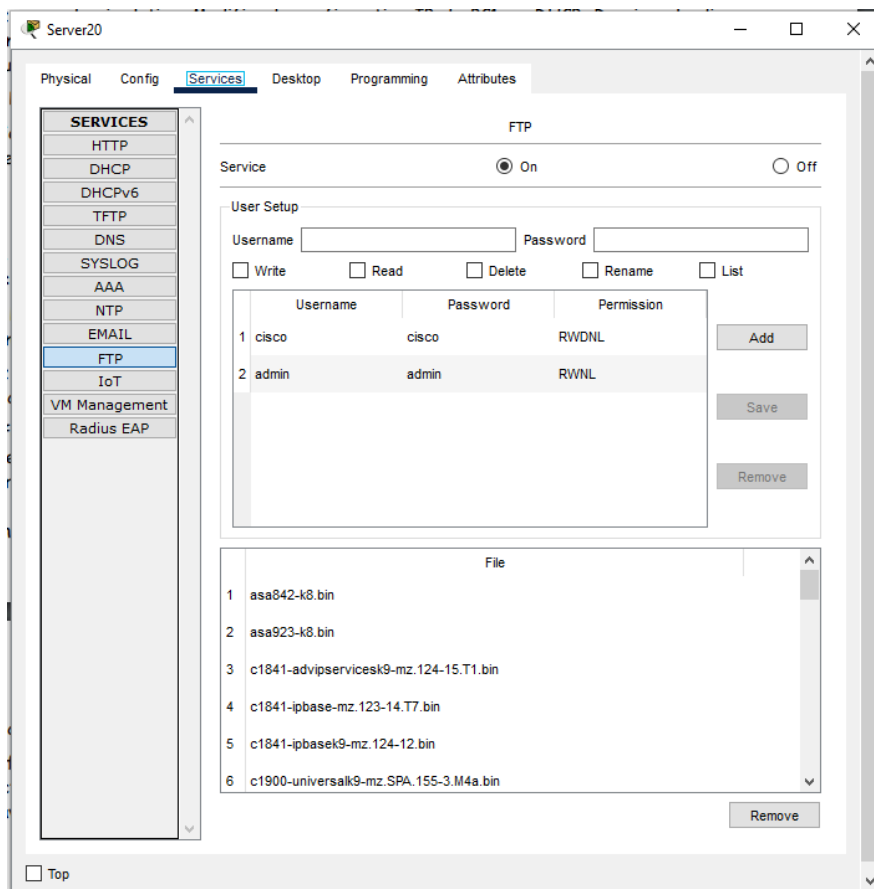 Server20
Physical Config Services Desktop Programming Attributes
SERVICES
HTTP
DHCP
DHCPv6
TFTP
DNS
SYSLOG
AAA
NTP
EMAIL
FTP
IoT
VM Management
Radius EAP
FTP
Service On Off
User Setup
Username Password
Write Read Delete Rename List
Username Password Permission
1 cisco cisco RWDNL
2 admin admin RWNL
Add
Save
Remove
File
1 asa842-k8.bin
2 asa923-k8.bin
3 c1841-advipservicesk9-mz.124-15.T1.bin
4 c1841-ipbase-mz.123-14.T7.bin
5 c1841-ipbasek9-mz.124-12.bin
6 c1900-universalk9-mz.SPA.155-3.M4a.bin
Remove
Top